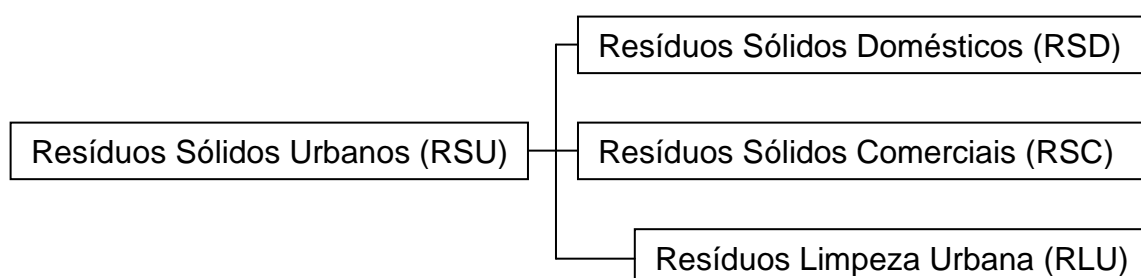 Resíduos Sólidos Domésticos (RSD)
Resíduos Sólidos Urbanos (RSU)
Resíduos Sólidos Comerciais (RSC)
Resíduos Limpeza Urbana (RLU)